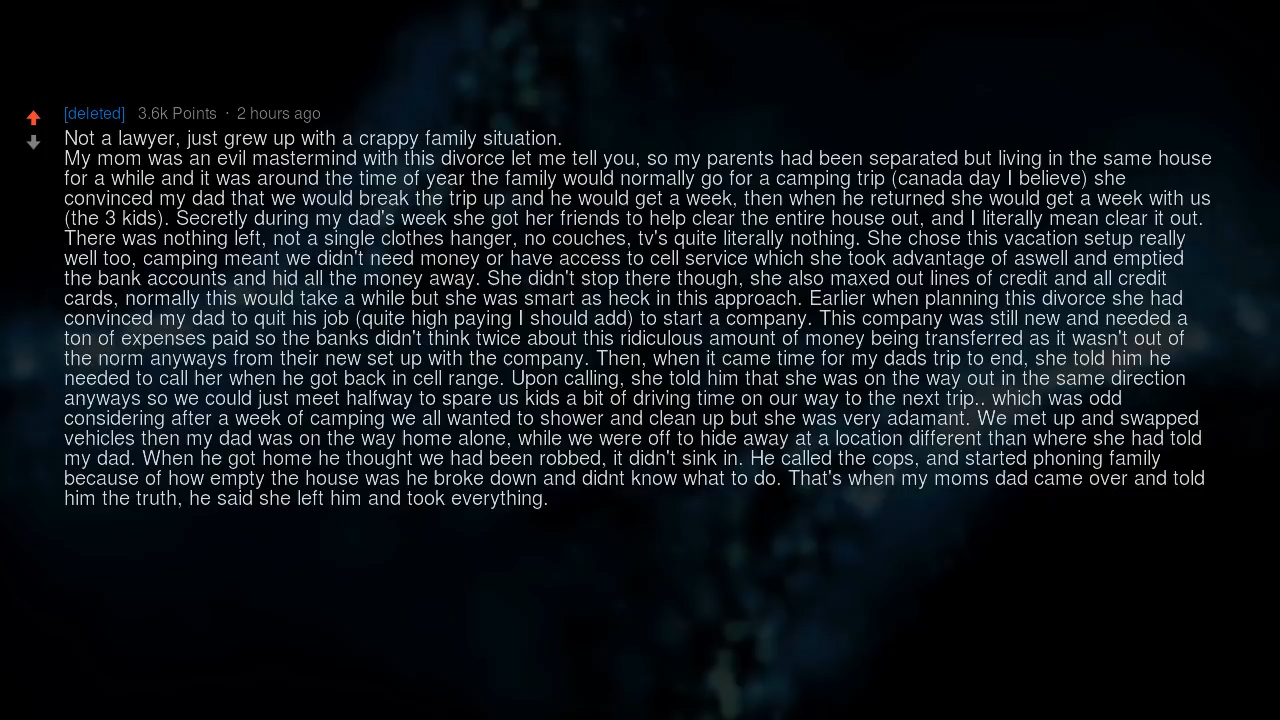 [deleted] 3.6k Points · 2 hours ago
Not a lawyer, just grew up with a crappy family situation.
My mom was an evil mastermind with this divorce let me tell you, so my parents had been separated but living in the same house
for a while and it was around the time of year the family would normally go for a camping trip (canada day I believe) she
convinced my dad that we would break the trip up and he would get a week, then when he returned she would get a week with us
(the 3 kids). Secretly during my dad's week she got her friends to help clear the entire house out, and I literally mean clear it out.
There was nothing left, not a single clothes hanger, no couches, tv's quite literally nothing. She chose this vacation setup really
well too, camping meant we didn't need money or have access to cell service which she took advantage of aswell and emptied
the bank accounts and hid all the money away. She didn't stop there though, she also maxed out lines of credit and all credit
cards, normally this would take a while but she was smart as heck in this approach. Earlier when planning this divorce she had
convinced my dad to quit his job (quite high paying I should add) to start a company. This company was still new and needed a
ton of expenses paid so the banks didn't think twice about this ridiculous amount of money being transferred as it wasn't out of
the norm anyways from their new set up with the company. Then, when it came time for my dads trip to end, she told him he
needed to call her when he got back in cell range. Upon calling, she told him that she was on the way out in the same direction
anyways so we could just meet halfway to spare us kids a bit of driving time on our way to the next trip.. which was odd
considering after a week of camping we all wanted to shower and clean up but she was very adamant. We met up and swapped
vehicles then my dad was on the way home alone, while we were off to hide away at a location different than where she had told
my dad. When he got home he thought we had been robbed, it didn't sink in. He called the cops, and started phoning family
because of how empty the house was he broke down and didnt know what to do. That's when my moms dad came over and told
him the truth, he said she left him and took everything.